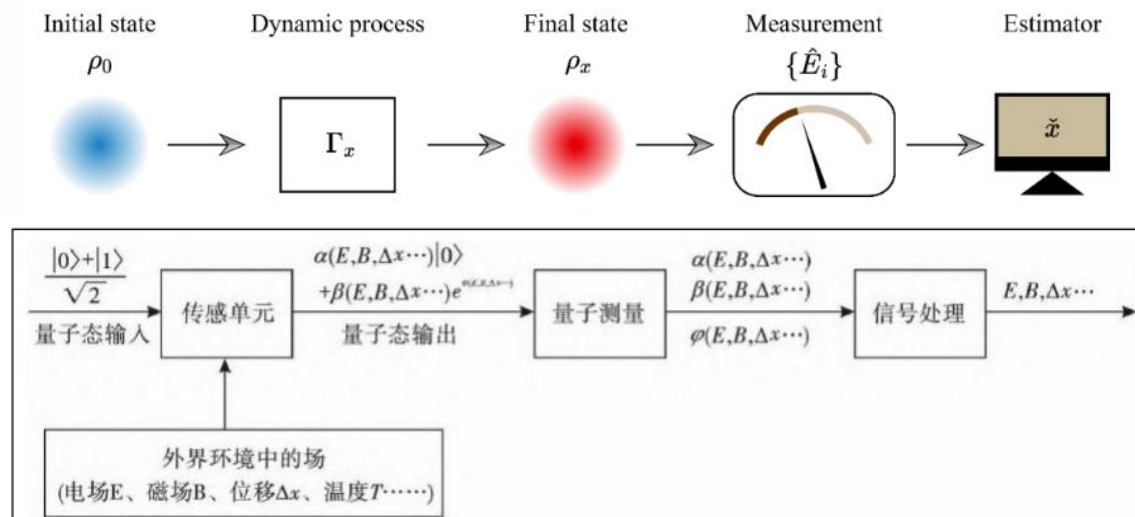 Initial state
Dynamic process
Final state
Measurement
Estimator
ρ₀
ρₓ
{Êᵢ}
Γₓ
x̌
|0⟩+|1⟩
√2
量子态输入
传感单元
α(E,B,Δx⋯)|0⟩
+β(E,B,Δx⋯)e^φ(E,B,Δx⋯)
量子态输出
量子测量
α(E,B,Δx⋯)
β(E,B,Δx⋯)
φ(E,B,Δx⋯)
信号处理
E,B,Δx⋯
外界环境中的场
(电场E、磁场B、位移Δx、温度T⋯⋯)